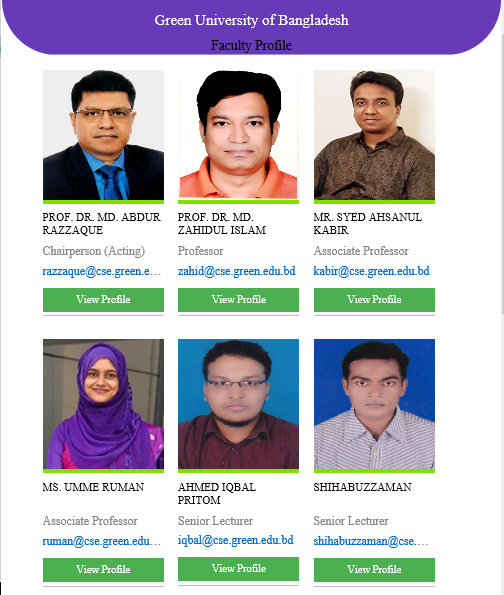 Green University of Bangladesh
Faculty Profile
PROF. DR. MD. ABDUR
RAZZAQUE
Chairperson (Acting)
razzaque@cse.green.e...
View Profile
PROF. DR. MD.
ZAHIDUL ISLAM
Professor
zahid@cse.green.edu.bd
View Profile
MR. SYED AHSANUL
KABIR
Associate Professor
kabir@cse.green.edu.bd
View Profile
MS. UMME RUMAN
Associate Professor
ruman@cse.green.edu...
View Profile
AHMED IQBAL
PRITOM
Senior Lecturer
iqbal@cse.green.edu.bd
View Profile
SHIHABUZZAMAN
Senior Lecturer
shihabuzzaman@cse....
View Profile